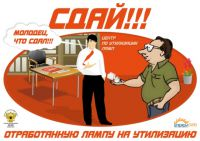 СДАЙ!!!
МОЛОДЕЦ,
ЧТО СДАЛ!!!
ЦЕНТР
ПО УТИЛИЗАЦИИ
ЛАМП
ОТРАБОТАННУЮ ЛАМПУ НА УТИЛИЗАЦИЮ